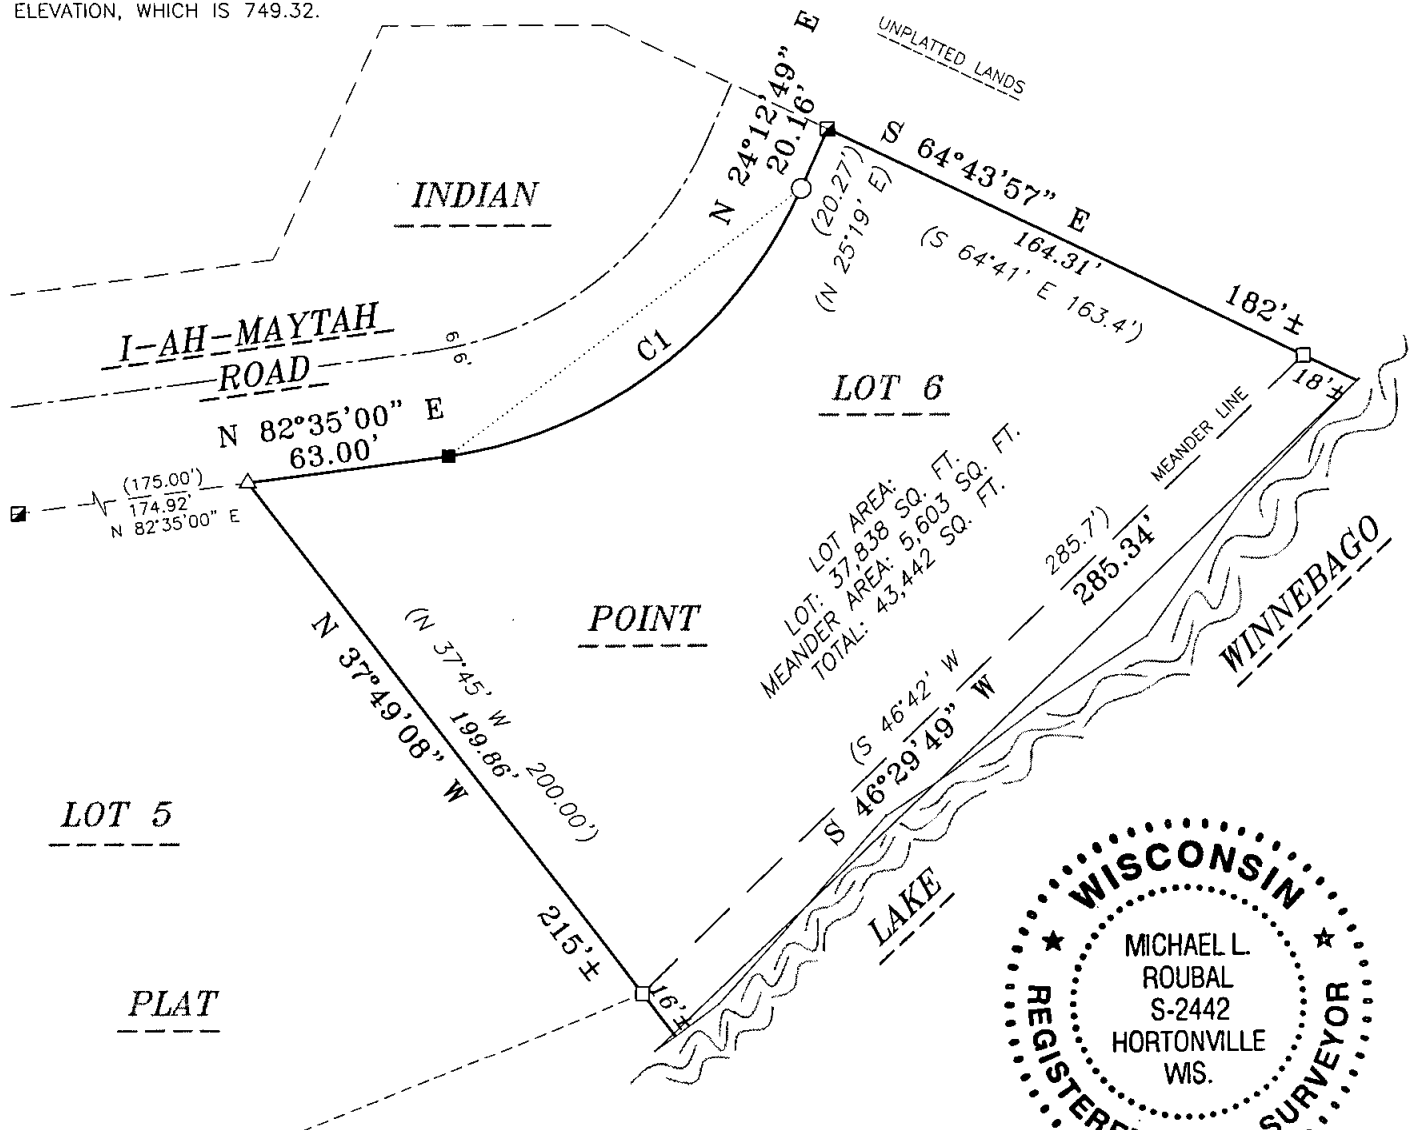 ELEVATION, WHICH IS 749.32.
UNPLATTED LANDS
N 24°12'49" E
20.16'
(20.27')
(N 25°19' E)
S 64°43'57" E
164.31'
(S 64°41' E 163.4')
182'±
18'±
INDIAN
I-AH-MAYTAH
ROAD
66'
C1
N 82°35'00" E
63.00'
(175.00')
174.92'
N 82°35'00" E
LOT 6
MEANDER LINE
LOT AREA:
LOT: 37,838 SQ. FT.
MEANDER AREA: 5,603 SQ. FT.
TOTAL: 43,442 SQ. FT.
285.7')
285.34'
(S 46°42' W
S 46°29'49" W
POINT
(N 37°45' W
200.00')
N 37°49'08" W
199.86'
215'±
16'±
LAKE
WINNEBAGO
LOT 5
PLAT
WISCONSIN
MICHAEL L.
ROUBAL
S-2442
HORTONVILLE
WIS.
SURVEYOR